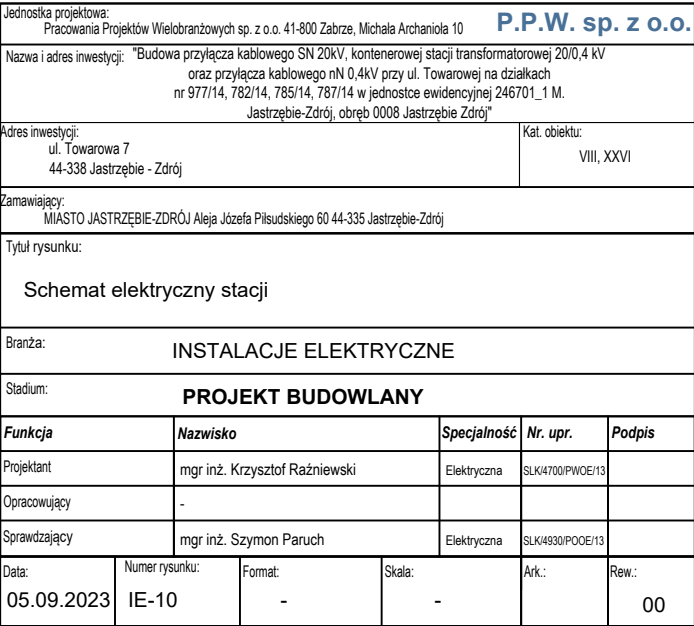 Jednostka projektowa:
Pracowania Projektów Wielobranżowych sp. z o.o. 41-800 Zabrze, Michała Archanioła 10
P.P.W. sp. z o.o.
Nazwa i adres inwestycji: "Budowa przyłącza kablowego SN 20kV, kontenerowej stacji transformatorowej 20/0,4 kV
oraz przyłącza kablowego nN 0,4kV przy ul. Towarowej na działkach
nr 977/14, 782/14, 785/14, 787/14 w jednostce ewidencyjnej 246701_1 M.
Jastrzębie-Zdrój, obręb 0008 Jastrzębie Zdrój"
Adres inwestycji:
ul. Towarowa 7
44-338 Jastrzębie - Zdrój
Kat. obiektu:
VIII, XXVI
Zamawiający:
MIASTO JASTRZĘBIE-ZDRÓJ Aleja Józefa Piłsudskiego 60 44-335 Jastrzębie-Zdrój
Tytuł rysunku:
Schemat elektryczny stacji
Branża:
INSTALACJE ELEKTRYCZNE
Stadium:
PROJEKT BUDOWLANY
Funkcja Nazwisko Specjalność Nr. upr. Podpis
Projektant mgr inż. Krzysztof Raźniewski Elektryczna SLK/4700/PWOE/13
Opracowujący -
Sprawdzający mgr inż. Szymon Paruch Elektryczna SLK/4930/POOE/13
Data: Numer rysunku: Format: Skala: Ark.: Rew.:
05.09.2023 IE-10 - - 00